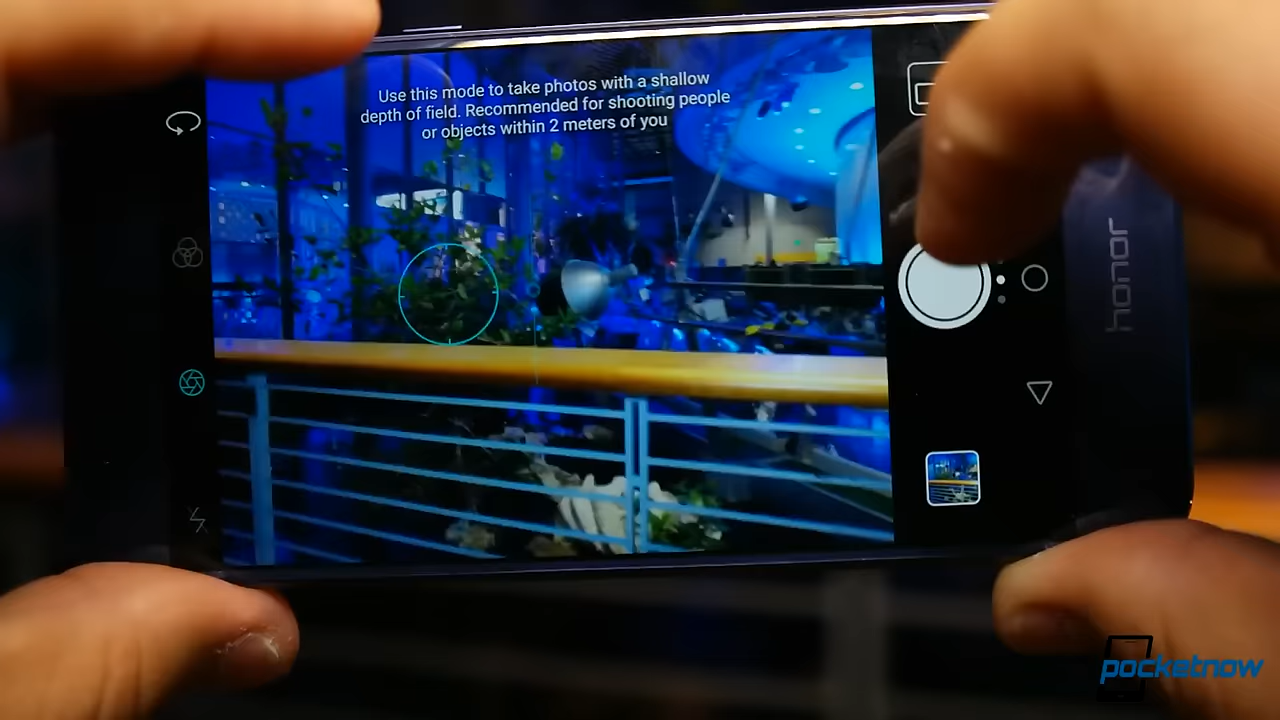 Use this mode to take photos with a shallow
depth of field. Recommended for shooting people
or objects within 2 meters of you
honor
pocketnow